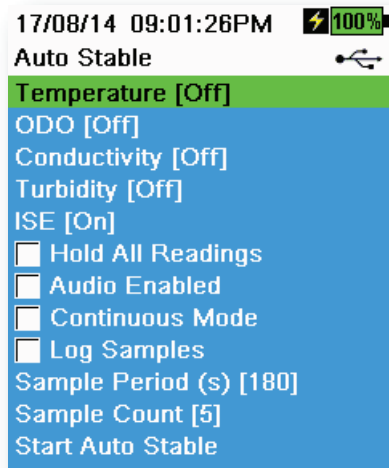 17/08/14 09:01:26PM 100%
Auto Stable
Temperature [Off]
ODO [Off]
Conductivity [Off]
Turbidity [Off]
ISE [On]
Hold All Readings
Audio Enabled
Continuous Mode
Log Samples
Sample Period (s) [180]
Sample Count [5]
Start Auto Stable